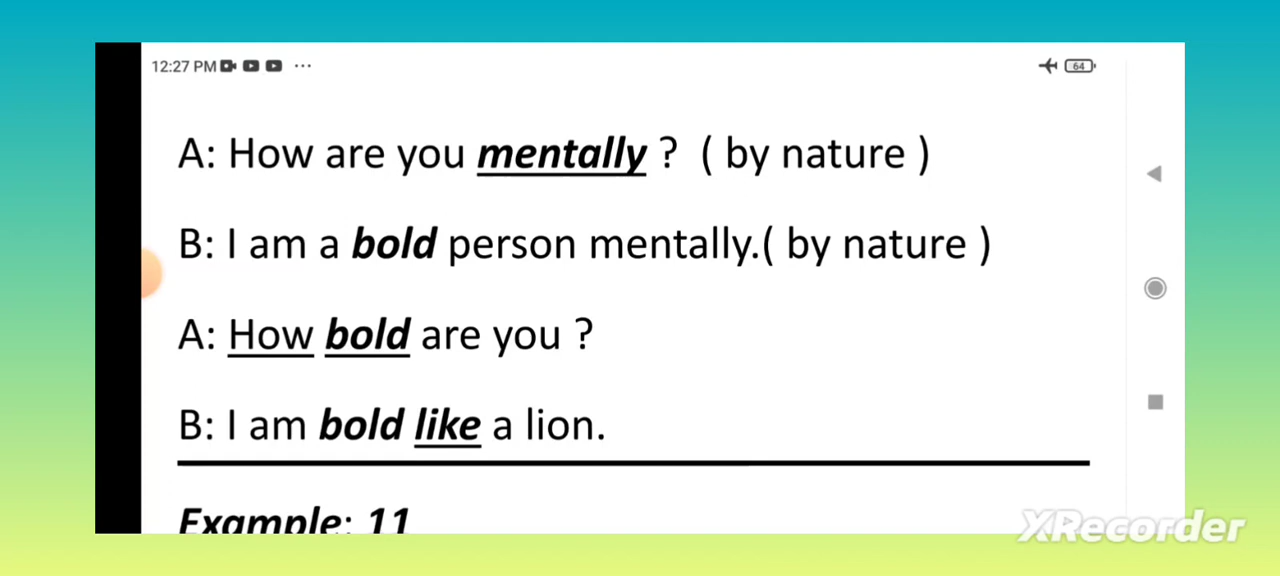 12:27 PM ...
64
A: How are you mentally ? ( by nature )
B: I am a bold person mentally.( by nature )
A: How bold are you ?
B: I am bold like a lion.
Example: 11
XRecorder